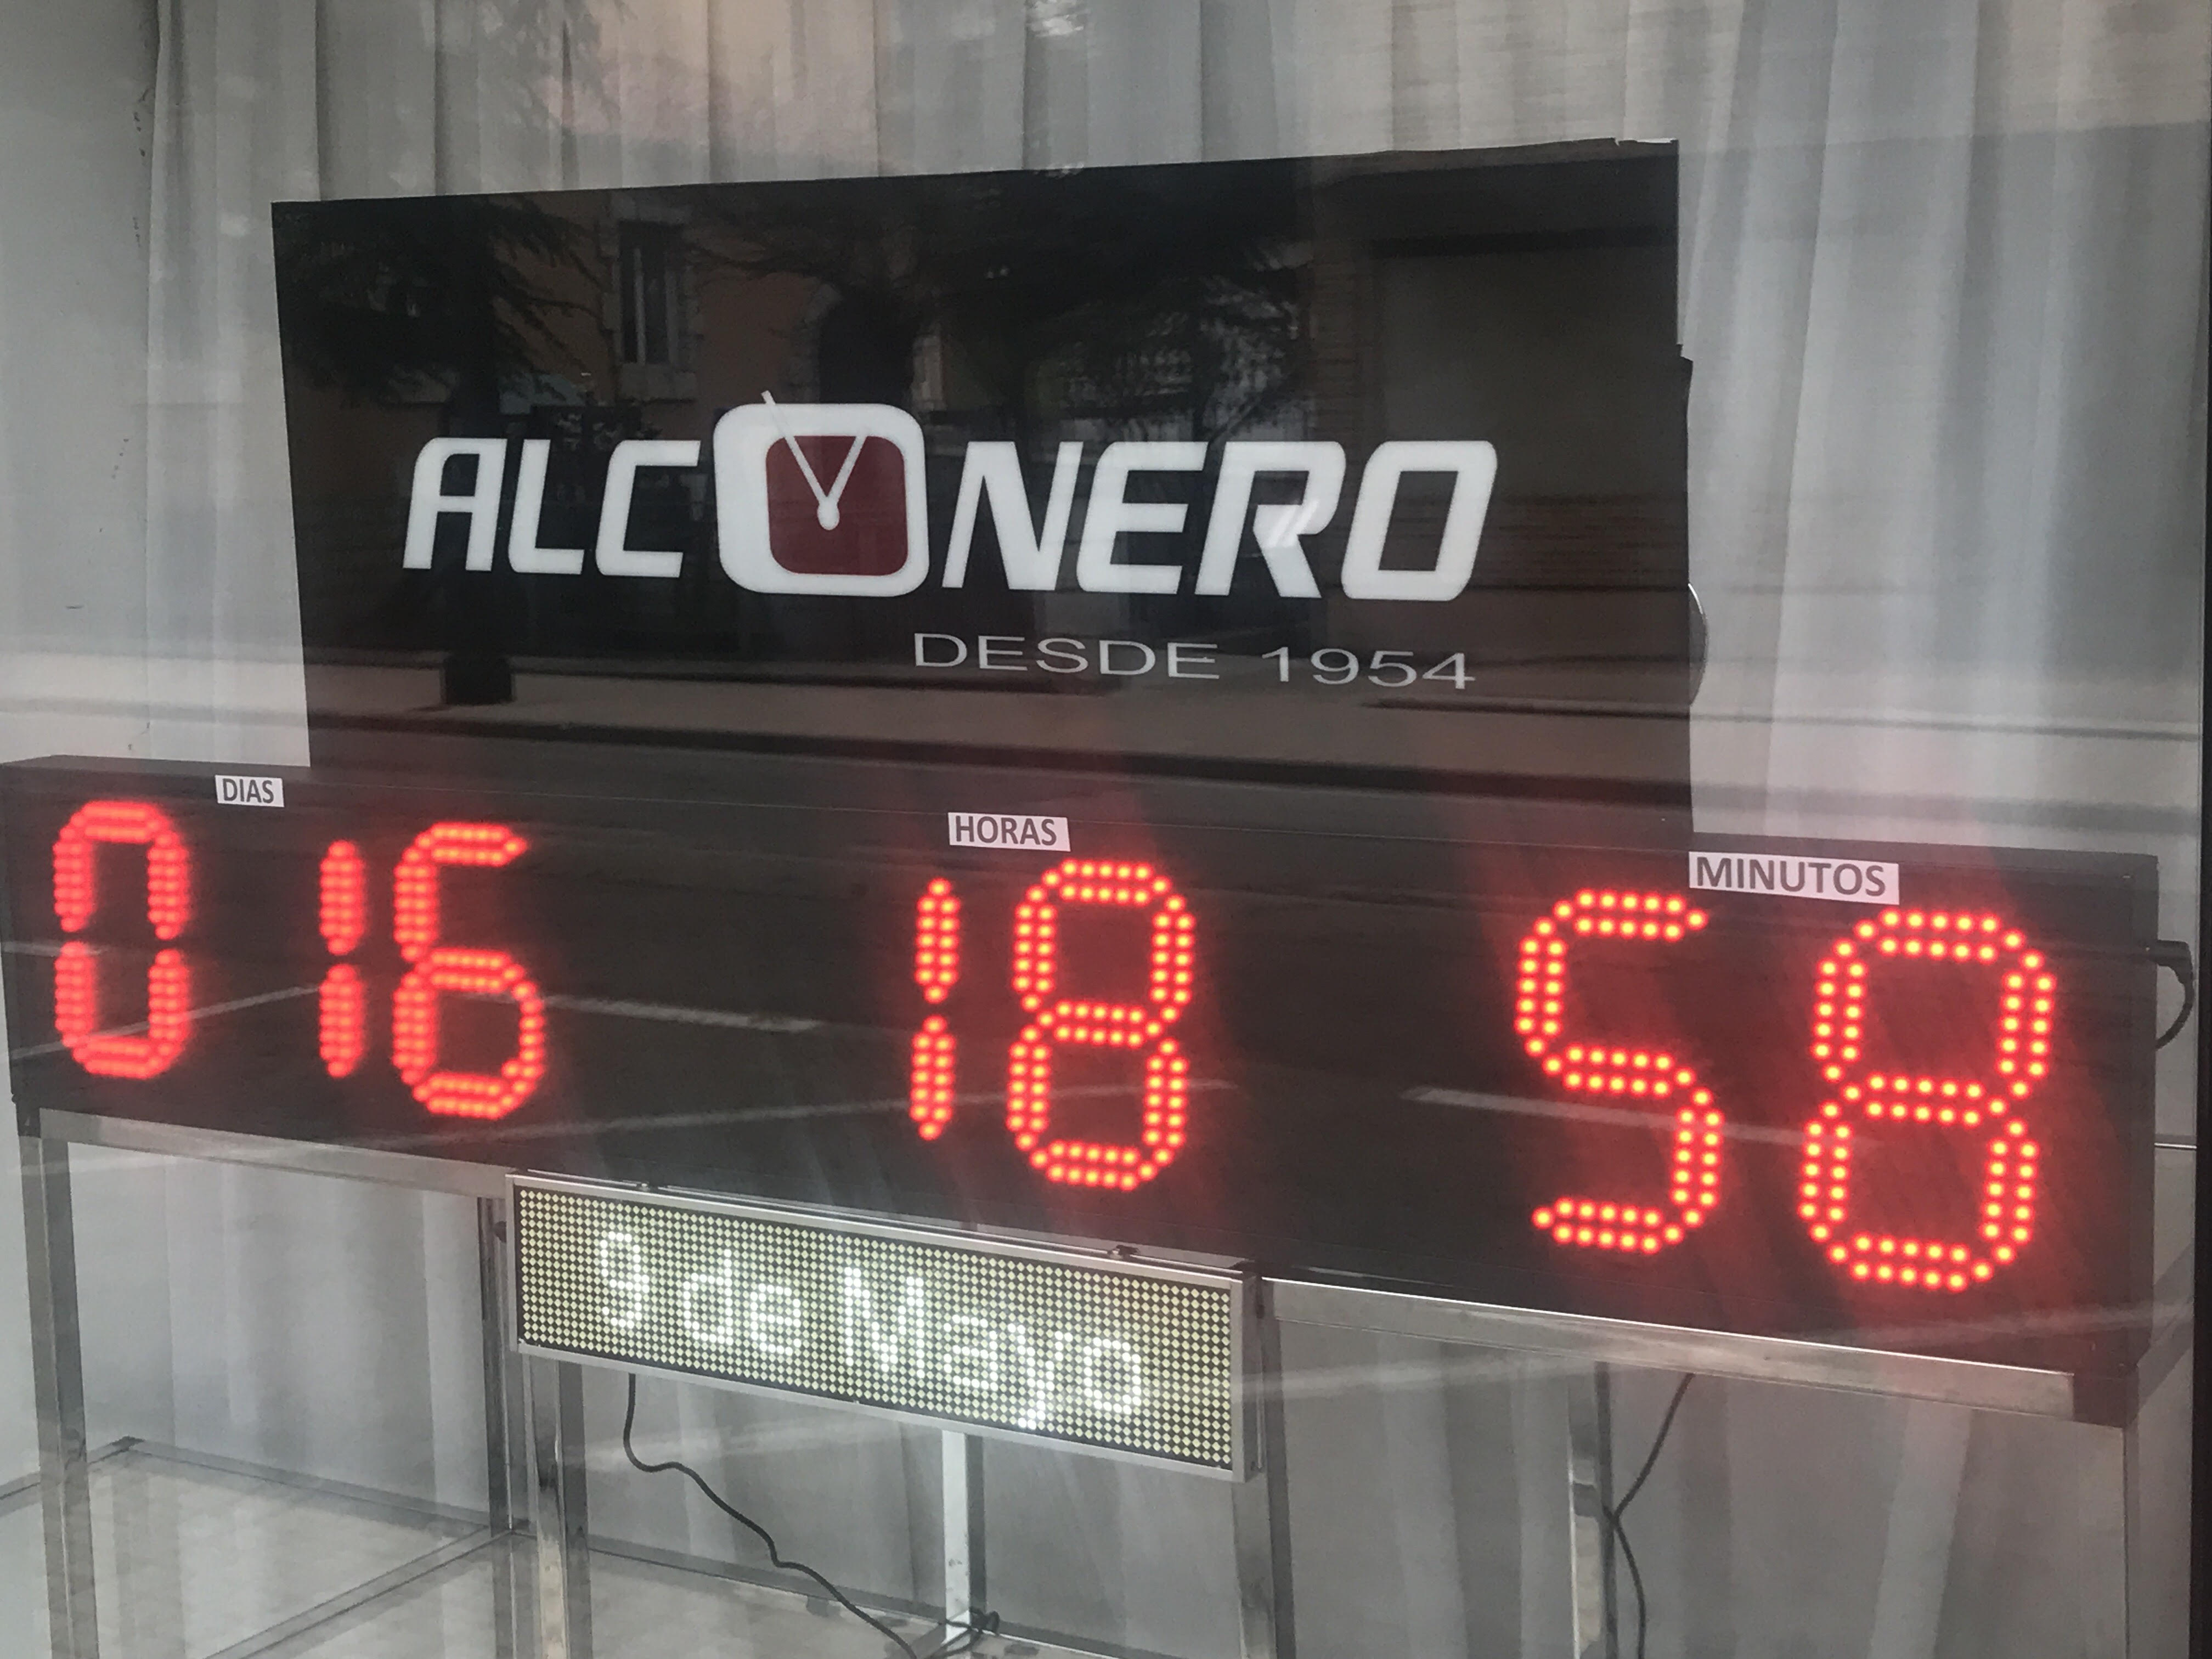 ALCONERO
DESDE 1954
DIAS
HORAS
MINUTOS
016 18 58
9 de Mayo